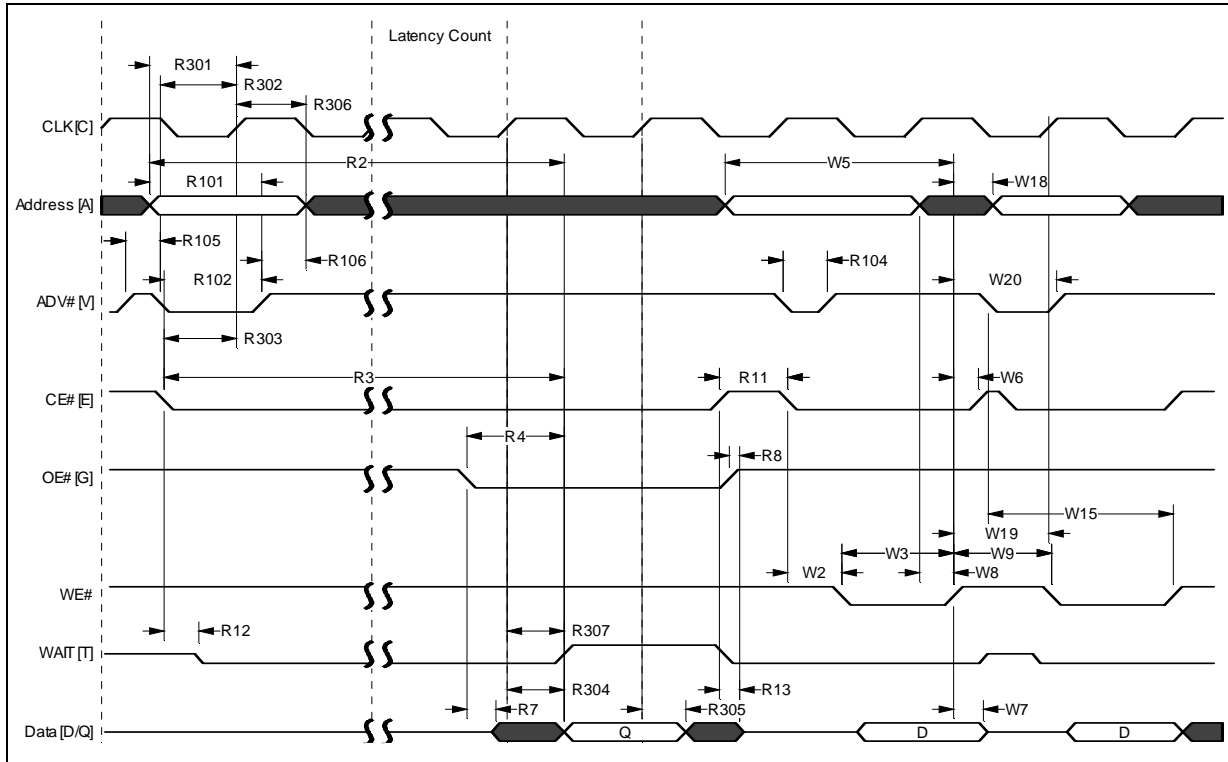 Latency Count
R301
R302
R306
CLK[C]
R2
W5
R101
W18
Address [A]
R105
R106
R102
R104
W20
ADV# [V]
R303
R3
R11
W6
CE# [E]
R4
R8
OE# [G]
W15
W19
W3
W9
W2
W8
WE#
R12
R307
WAIT [T]
R304
R13
R7
R305
W7
Data [D/Q]
Q
D
D